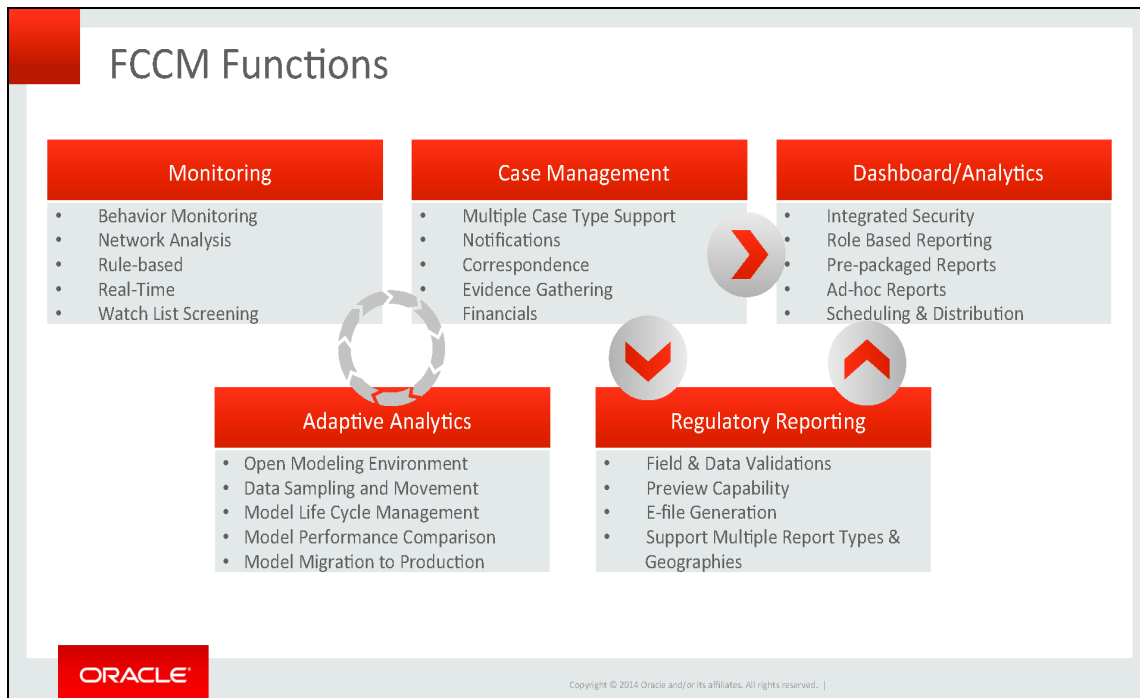 FCCM Functions
Monitoring
• Behavior Monitoring
• Network Analysis
• Rule-based
• Real-Time
• Watch List Screening
Case Management
• Multiple Case Type Support
• Notifications
• Correspondence
• Evidence Gathering
• Financials
Dashboard/Analytics
• Integrated Security
• Role Based Reporting
• Pre-packaged Reports
• Ad-hoc Reports
• Scheduling & Distribution
Adaptive Analytics
• Open Modeling Environment
• Data Sampling and Movement
• Model Life Cycle Management
• Model Performance Comparison
• Model Migration to Production
Regulatory Reporting
• Field & Data Validations
• Preview Capability
• E-file Generation
• Support Multiple Report Types &
Geographies
ORACLE®
Copyright © 2014 Oracle and/or its affiliates. All rights reserved. |